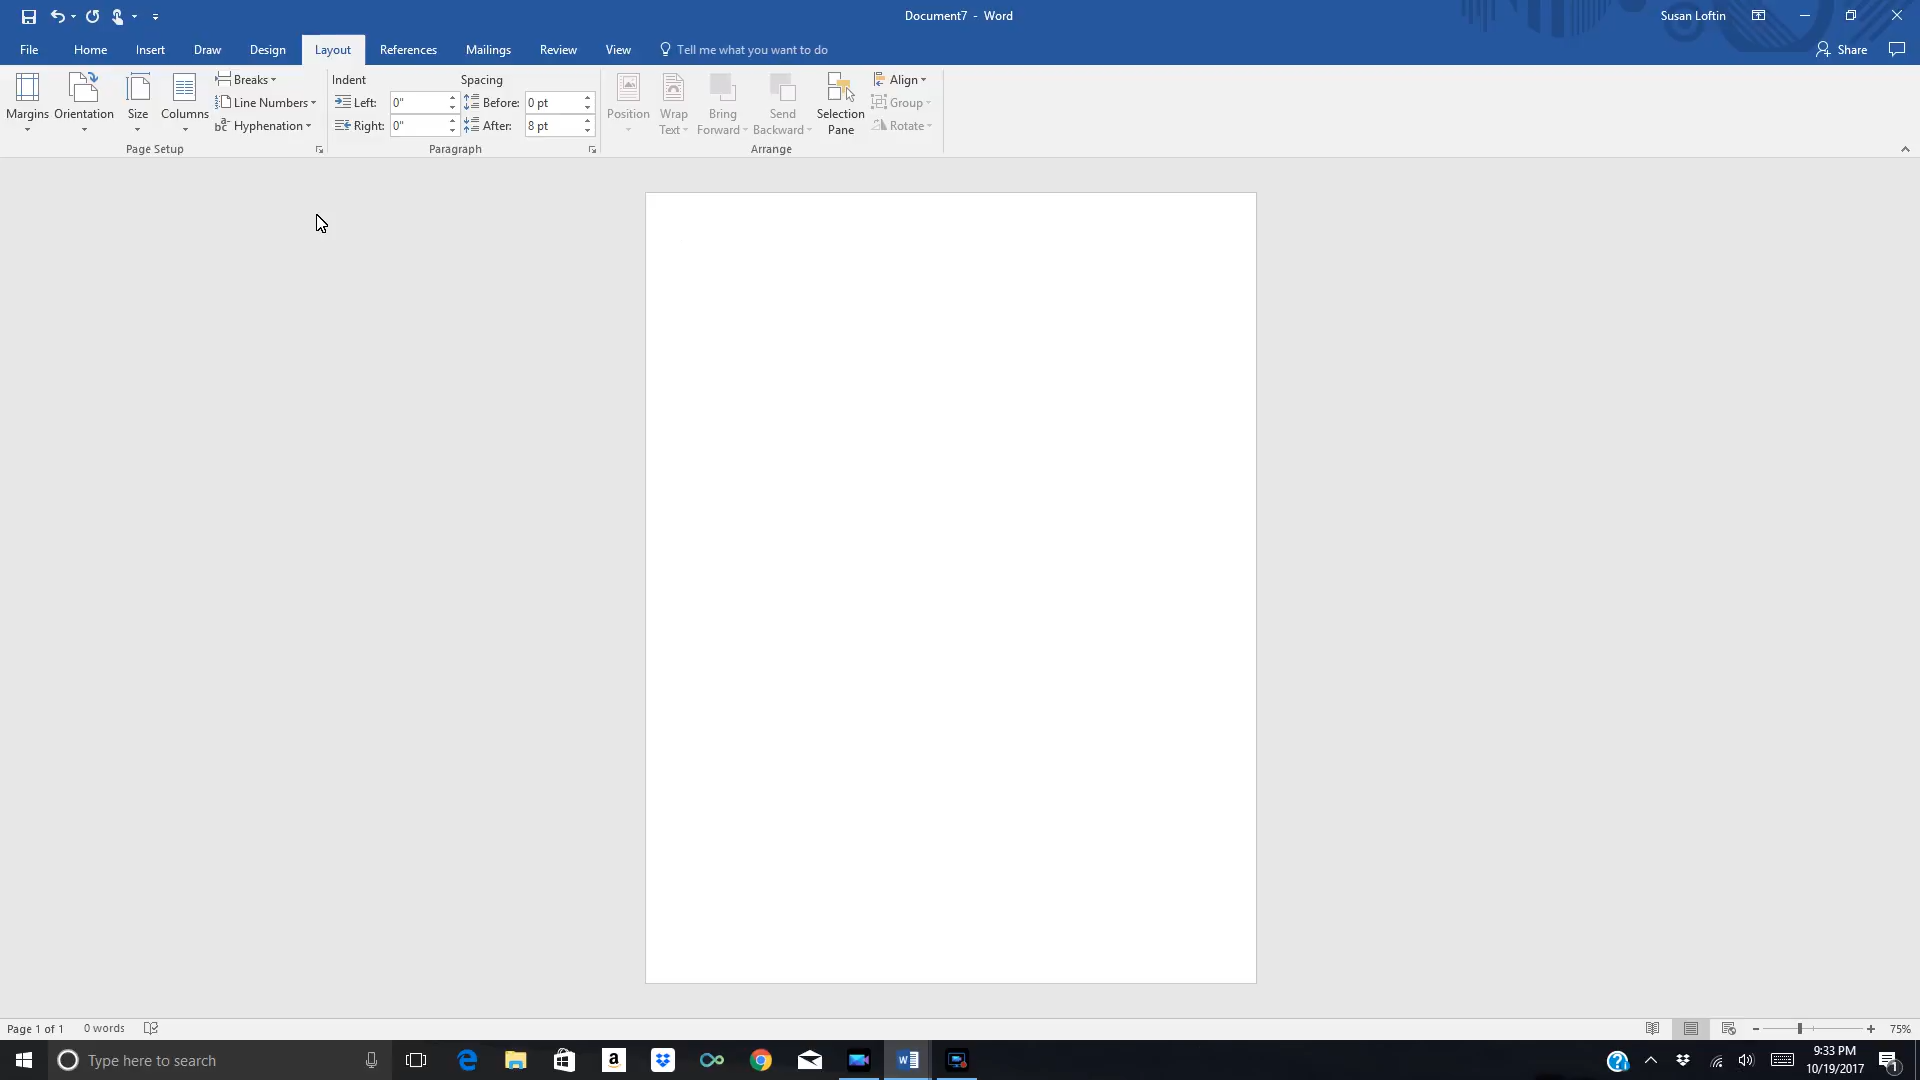 Document7 - Word
Susan Loftin
File Home Insert Draw Design Layout References Mailings Review View Tell me what you want to do Share
Margins Orientation Size Columns
Breaks
Line Numbers
Hyphenation
Page Setup
Indent Spacing
Left: 0" Before: 0 pt
Right: 0" After: 8 pt
Paragraph
Position Wrap Text Bring Forward Send Backward Selection Pane
Align
Group
Rotate
Arrange
Page 1 of 1 0 words 75%
Type here to search
9:33 PM
10/19/2017
1